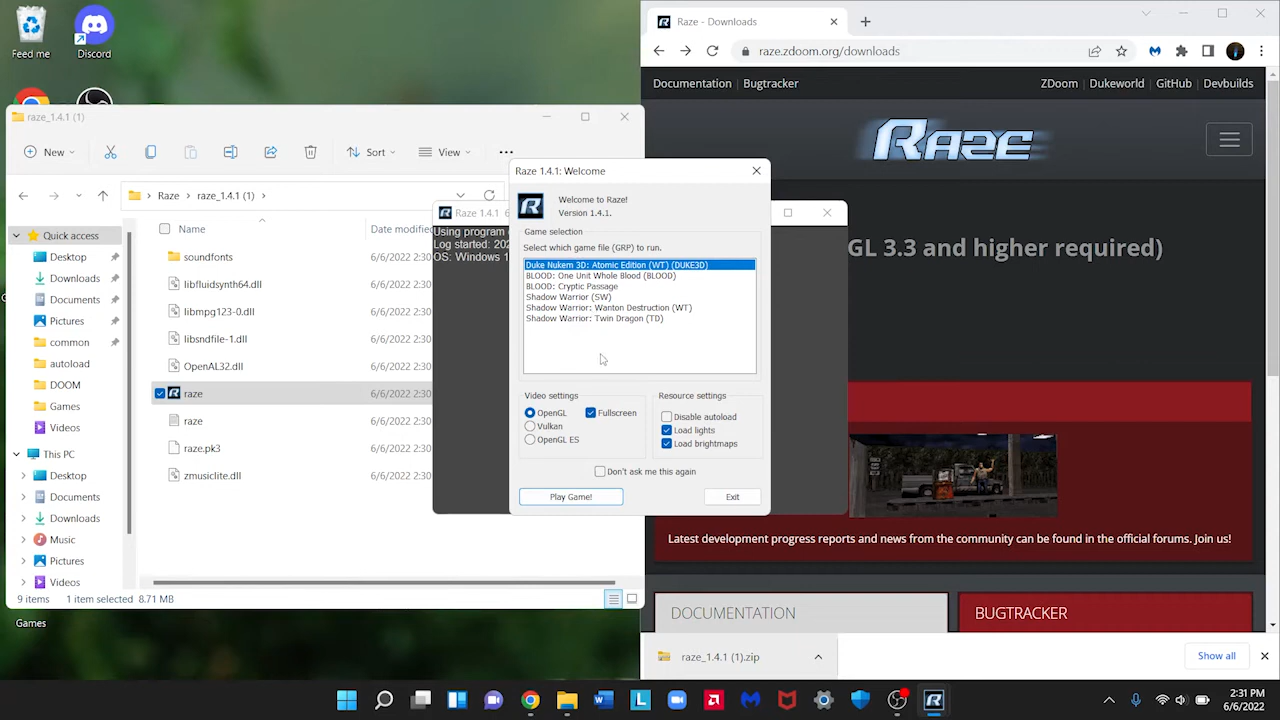 Feed me
Discord
raze_1.4.1 (1)
New
Sort
View
Raze
raze_1.4.1 (1)
Quick access
Desktop
Downloads
Documents
Pictures
common
autoload
DOOM
Games
Videos
This PC
Desktop
Documents
Downloads
Music
Pictures
Videos
Name
Date modified
soundfonts
libfluidsynth64.dll
6/6/2022 2:30
libmpg123-0.dll
6/6/2022 2:30
libsndfile-1.dll
6/6/2022 2:30
OpenAL32.dll
6/6/2022 2:30
raze
6/6/2022 2:30
raze
6/6/2022 2:30
raze.pk3
6/6/2022 2:30
zmusiclite.dll
6/6/2022 2:30
9 items
1 item selected 8.71 MB
Games
Raze 1.4.1
Using program
Log started: 202
OS: Windows 1
Raze 1.4.1: Welcome
Welcome to Raze!
Version 1.4.1.
Game selection
Select which game file (GRP) to run.
Duke Nukem 3D: Atomic Edition (WT) (DUKE3D)
BLOOD: One Unit Whole Blood (BLOOD)
BLOOD: Cryptic Passage
Shadow Warrior (SW)
Shadow Warrior: Wanton Destruction (WT)
Shadow Warrior: Twin Dragon (TD)
Video settings
OpenGL
Fullscreen
Vulkan
OpenGL ES
Resource settings
Disable autoload
Load lights
Load brightmaps
Don't ask me this again
Play Game!
Exit
Raze - Downloads
raze.zdoom.org/downloads
Documentation
Bugtracker
ZDoom
Dukeworld
GitHub
Devbuilds
RAZE
GL 3.3 and higher required)
Latest development progress reports and news from the community can be found in the official forums. Join us!
DOCUMENTATION
BUGTRACKER
raze_1.4.1 (1).zip
Show all
2:31 PM
6/6/2022